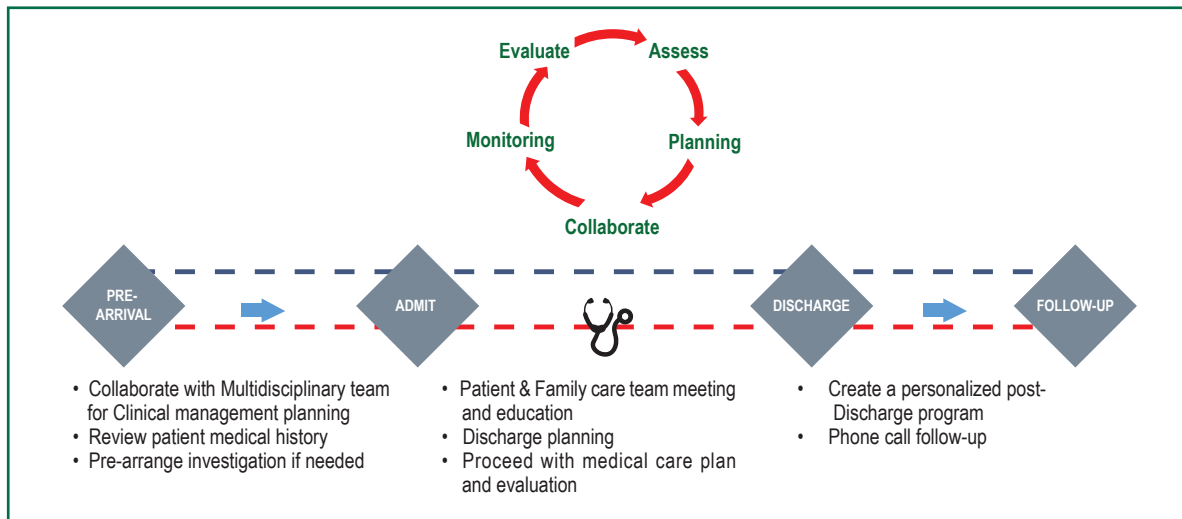 Evaluate
Assess
Monitoring
Planning
Collaborate
PRE-
ARRIVAL
ADMIT
DISCHARGE
FOLLOW-UP
• Collaborate with Multidisciplinary team
for Clinical management planning
• Review patient medical history
• Pre-arrange investigation if needed
• Patient & Family care team meeting
and education
• Discharge planning
• Proceed with medical care plan
and evaluation
• Create a personalized post-
Discharge program
• Phone call follow-up